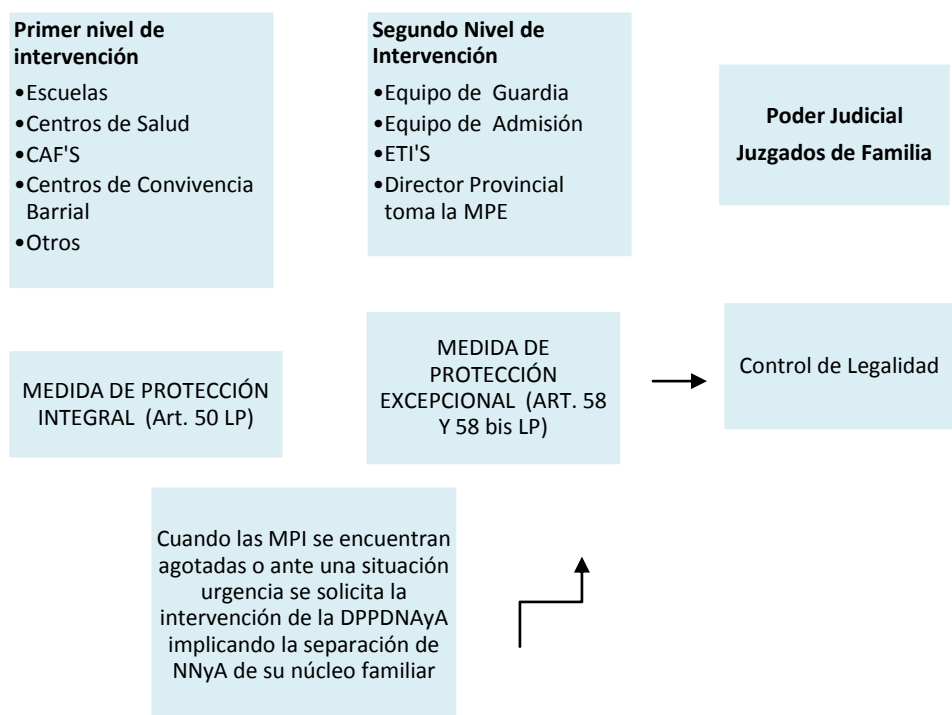 Primer nivel de
intervención
•Escuelas
•Centros de Salud
•CAF'S
•Centros de Convivencia
Barrial
•Otros
Segundo Nivel de
Intervención
•Equipo de Guardia
•Equipo de Admisión
•ETI'S
•Director Provincial
toma la MPE
Poder Judicial
Juzgados de Familia
MEDIDA DE PROTECCIÓN
INTEGRAL (Art. 50 LP)
MEDIDA DE
PROTECCIÓN
EXCEPCIONAL (ART. 58
Y 58 bis LP)
Control de Legalidad
Cuando las MPI se encuentran
agotadas o ante una situación
urgencia se solicita la
intervención de la DPPDNAyA
implicando la separación de
NNyA de su núcleo familiar